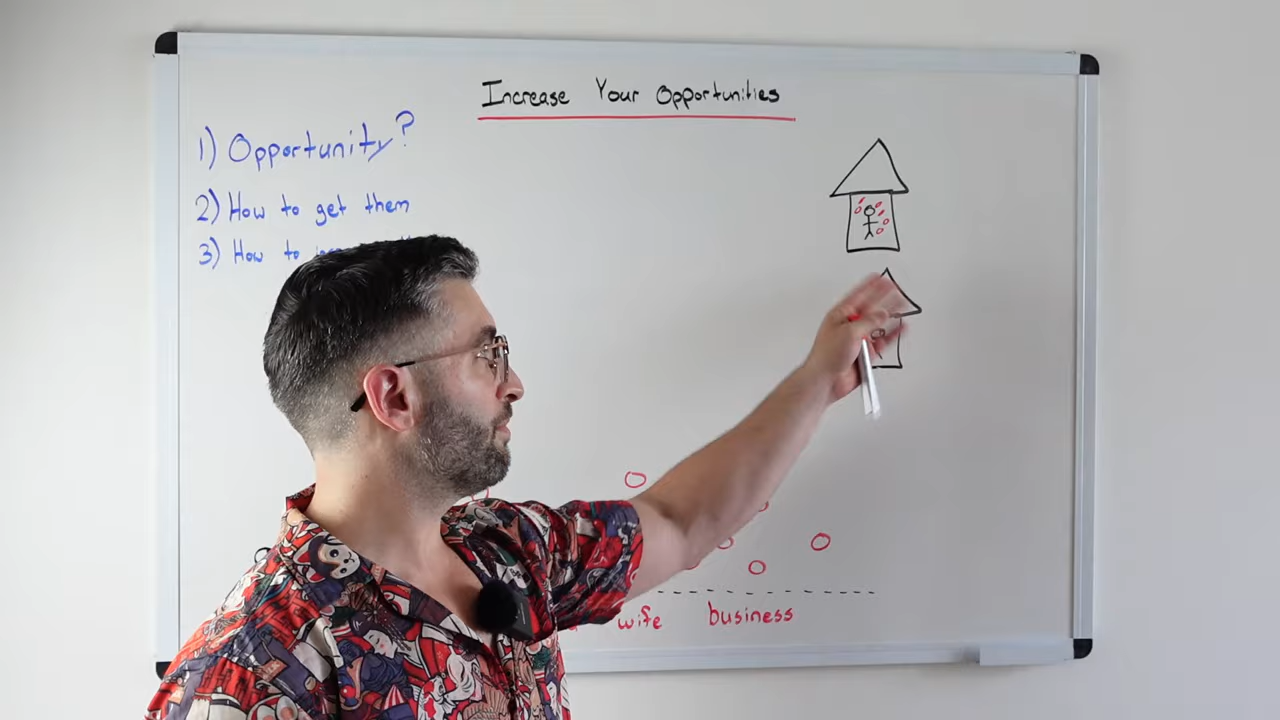 Increase Your Opportunities
1) Opportunity?
2) How to get them
3) How to
wife business